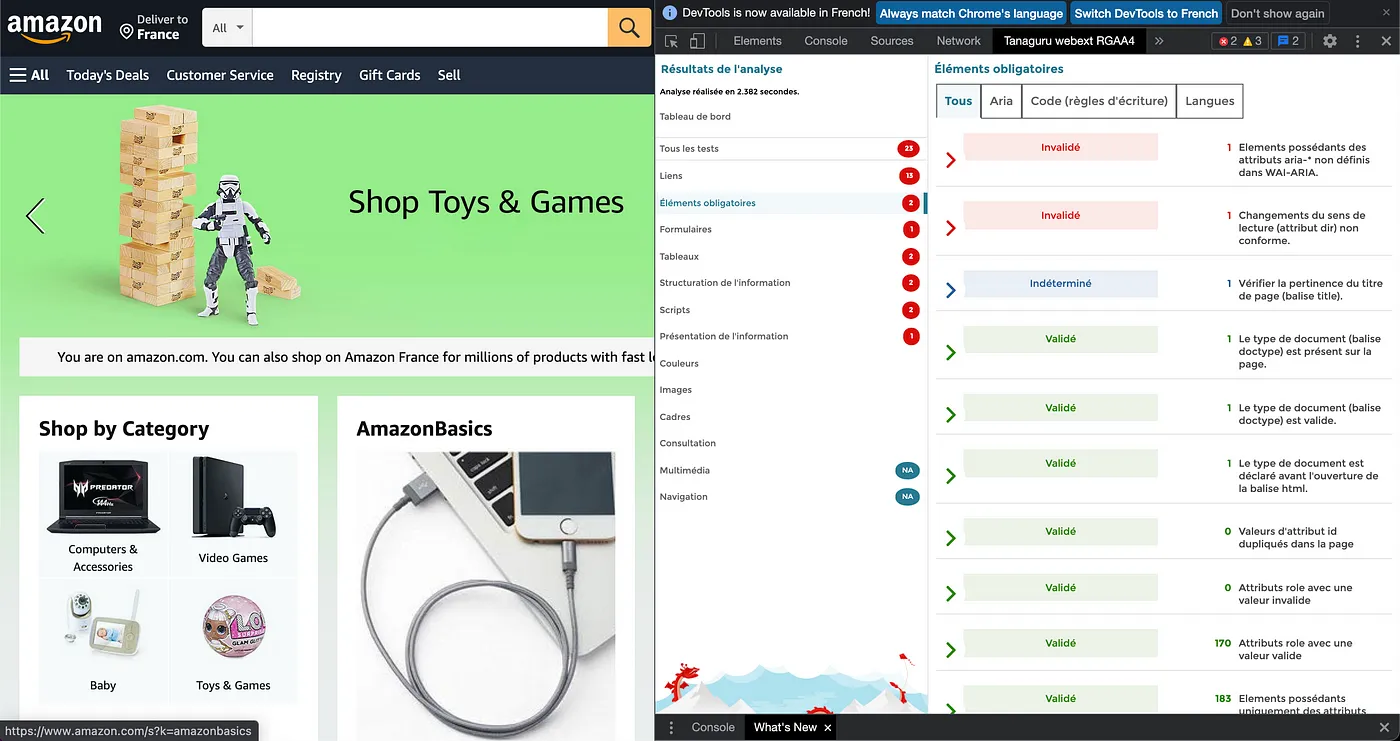 amazon
Deliver to
France
All
All
Today's Deals
Customer Service
Registry
Gift Cards
Sell
Shop Toys & Games
You are on amazon.com. You can also shop on Amazon France for millions of products with fast
Shop by Category
PREDATOR
Computers &
Accessories
Video Games
L.O.L.
SURPRISE
Baby
Toys & Games
AmazonBasics
caps lock
https://www.amazon.com/s?k=amazonbasics
DevTools is now available in French!
Always match Chrome's language
Switch DevTools to French
Don't show again
Elements
Console
Sources
Network
Tanaguru webext RGAA4
2
3
2
Résultats de l'analyse
Analyse réalisée en 2.382 secondes.
Tableau de bord
Tous les tests 23
Liens 13
Éléments obligatoires 2
Formulaires 1
Tableaux 2
Structuration de l'information 2
Scripts 2
Présentation de l'information 1
Couleurs
Images
Cadres
Consultation
Multimédia NA
Navigation NA
Éléments obligatoires
Tous
Aria
Code (règles d'écriture)
Langues
Invalidé
1 Elements possédants des
attributs aria-* non définis
dans WAI-ARIA.
Invalidé
1 Changements du sens de
lecture (attribut dir) non
conforme.
Indéterminé
1 Vérifier la pertinence du titre
de page (balise title).
Validé
1 Le type de document (balise
doctype) est présent sur la
page.
Validé
1 Le type de document (balise
doctype) est valide.
Validé
1 Le type de document est
déclaré avant l'ouverture de
la balise html.
Validé
0 Valeurs d'attribut id
dupliqués dans la page
Validé
0 Attributs role avec une
valeur invalide
Validé
170 Attributs role avec une
valeur valide
Validé
183 Elements possédants
uniquement des attributs
Console
What's New